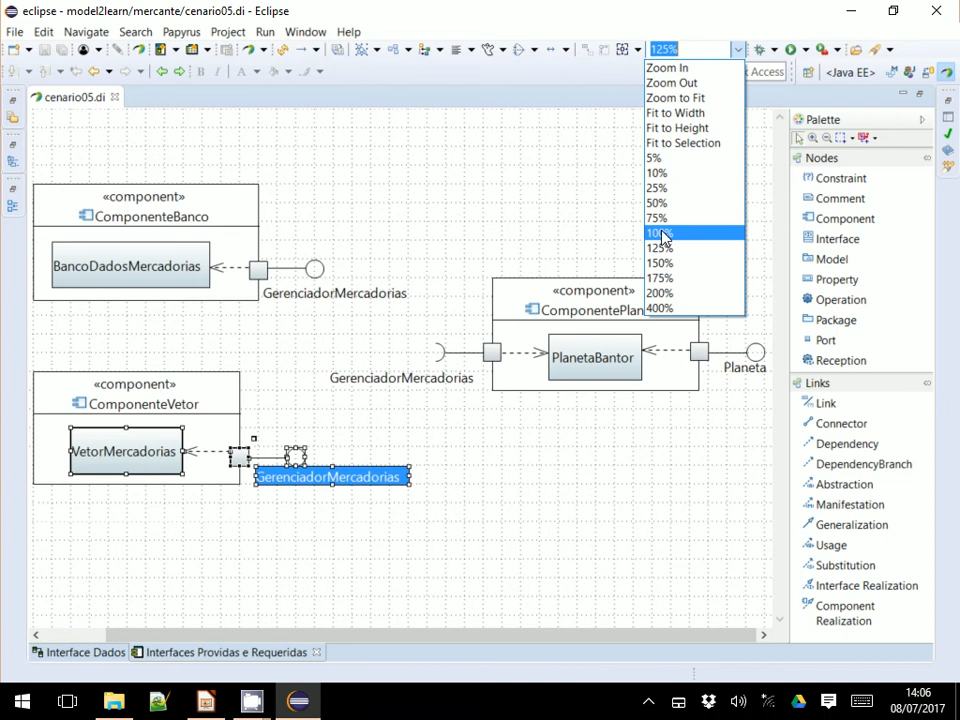 eclipse - model2learn/mercante/cenario05.di - Eclipse
File Edit Navigate Search Papyrus Project Run Window Help
125%
B I A Access <Java EE>
Zoom In
Zoom Out
Zoom to Fit
Fit to Width
Fit to Height
Fit to Selection
5%
10%
25%
50%
75%
100%
125%
150%
175%
200%
400%
cenario05.di
«component»
ComponenteBanco
BancoDadosMercadorias
GerenciadorMercadorias
«component»
ComponentePlan
PlanetaBantor
GerenciadorMercadorias
Planeta
«component»
ComponenteVetor
VetorMercadorias
GerenciadorMercadorias
Palette
Nodes
Constraint
Comment
Component
Interface
Model
Property
Operation
Package
Port
Reception
Links
Link
Connector
Dependency
DependencyBranch
Abstraction
Manifestation
Generalization
Usage
Substitution
Interface Realization
Component
Realization
Interface Dados Interfaces Providas e Requeridas
14:06
08/07/2017